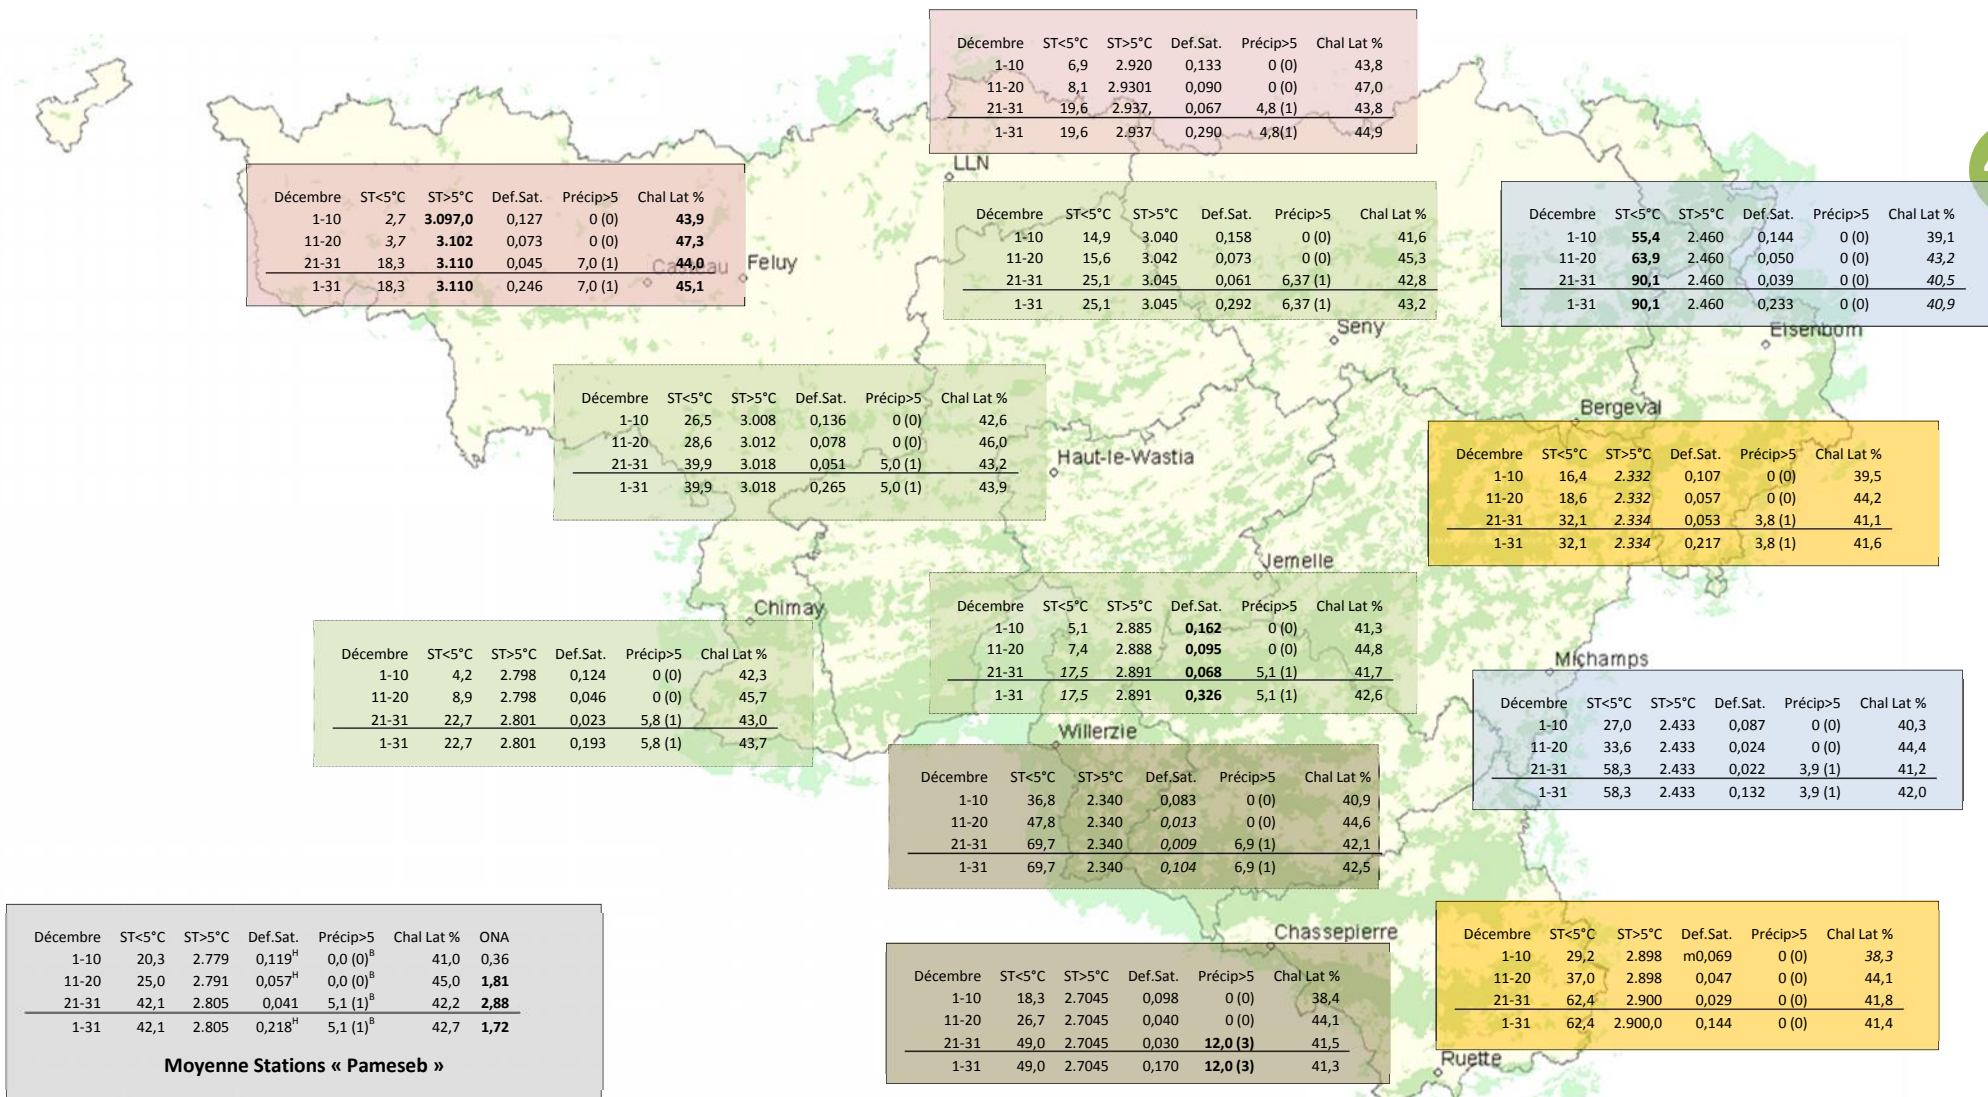 Décembre ST<5°C ST>5°C Def.Sat. Précip>5 Chal Lat %
1-10 6,9 2.920 0,133 0 (0) 43,8
11-20 8,1 2.9301 0,090 0 (0) 47,0
21-31 19,6 2.937, 0,067 4,8 (1) 43,8
1-31 19,6 2.937 0,290 4,8(1) 44,9
LLN
Décembre ST<5°C ST>5°C Def.Sat. Précip>5 Chal Lat %
1-10 2,7 3.097,0 0,127 0 (0) 43,9
11-20 3,7 3.102 0,073 0 (0) 47,3
21-31 18,3 3.110 0,045 7,0 (1) 44,0
1-31 18,3 3.110 0,246 7,0 (1) 45,1
Casteau
Feluy
Décembre ST<5°C ST>5°C Def.Sat. Précip>5 Chal Lat %
1-10 14,9 3.040 0,158 0 (0) 41,6
11-20 15,6 3.042 0,073 0 (0) 45,3
21-31 25,1 3.045 0,061 6,37 (1) 42,8
1-31 25,1 3.045 0,292 6,37 (1) 43,2
Seny
Décembre ST<5°C ST>5°C Def.Sat. Précip>5 Chal Lat %
1-10 55,4 2.460 0,144 0 (0) 39,1
11-20 63,9 2.460 0,050 0 (0) 43,2
21-31 90,1 2.460 0,039 0 (0) 40,5
1-31 90,1 2.460 0,233 0 (0) 40,9
Elsenborn
Décembre ST<5°C ST>5°C Def.Sat. Précip>5 Chal Lat %
1-10 26,5 3.008 0,136 0 (0) 42,6
11-20 28,6 3.012 0,078 0 (0) 46,0
21-31 39,9 3.018 0,051 5,0 (1) 43,2
1-31 39,9 3.018 0,265 5,0 (1) 43,9
Haut-le-Wastia
Bergeval
Décembre ST<5°C ST>5°C Def.Sat. Précip>5 Chal Lat %
1-10 16,4 2.332 0,107 0 (0) 39,5
11-20 18,6 2.332 0,057 0 (0) 44,2
21-31 32,1 2.334 0,053 3,8 (1) 41,1
1-31 32,1 2.334 0,217 3,8 (1) 41,6
Jemelle
Décembre ST<5°C ST>5°C Def.Sat. Précip>5 Chal Lat %
1-10 5,1 2.885 0,162 0 (0) 41,3
11-20 7,4 2.888 0,095 0 (0) 44,8
21-31 17,5 2.891 0,068 5,1 (1) 41,7
1-31 17,5 2.891 0,326 5,1 (1) 42,6
Chimay
Décembre ST<5°C ST>5°C Def.Sat. Précip>5 Chal Lat %
1-10 4,2 2.798 0,124 0 (0) 42,3
11-20 8,9 2.798 0,046 0 (0) 45,7
21-31 22,7 2.801 0,023 5,8 (1) 43,0
1-31 22,7 2.801 0,193 5,8 (1) 43,7
Michamps
Décembre ST<5°C ST>5°C Def.Sat. Précip>5 Chal Lat %
1-10 27,0 2.433 0,087 0 (0) 40,3
11-20 33,6 2.433 0,024 0 (0) 44,4
21-31 58,3 2.433 0,022 3,9 (1) 41,2
1-31 58,3 2.433 0,132 3,9 (1) 42,0
Willerzie
Décembre ST<5°C ST>5°C Def.Sat. Précip>5 Chal Lat %
1-10 36,8 2.340 0,083 0 (0) 40,9
11-20 47,8 2.340 0,013 0 (0) 44,6
21-31 69,7 2.340 0,009 6,9 (1) 42,1
1-31 69,7 2.340 0,104 6,9 (1) 42,5
Décembre ST<5°C ST>5°C Def.Sat. Précip>5 Chal Lat % ONA
1-10 20,3 2.779 0,119H 0,0 (0)B 41,0 0,36
11-20 25,0 2.791 0,057H 0,0 (0)B 45,0 1,81
21-31 42,1 2.805 0,041 5,1 (1)B 42,2 2,88
1-31 42,1 2.805 0,218H 5,1 (1)B 42,7 1,72
Moyenne Stations « Pameseb »
Chassepierre
Décembre ST<5°C ST>5°C Def.Sat. Précip>5 Chal Lat %
1-10 18,3 2.7045 0,098 0 (0) 38,4
11-20 26,7 2.7045 0,040 0 (0) 44,1
21-31 49,0 2.7045 0,030 12,0 (3) 41,5
1-31 49,0 2.7045 0,170 12,0 (3) 41,3
Décembre ST<5°C ST>5°C Def.Sat. Précip>5 Chal Lat %
1-10 29,2 2.898 m0,069 0 (0) 38,3
11-20 37,0 2.898 0,047 0 (0) 44,1
21-31 62,4 2.900 0,029 0 (0) 41,8
1-31 62,4 2.900,0 0,144 0 (0) 41,4
Ruette